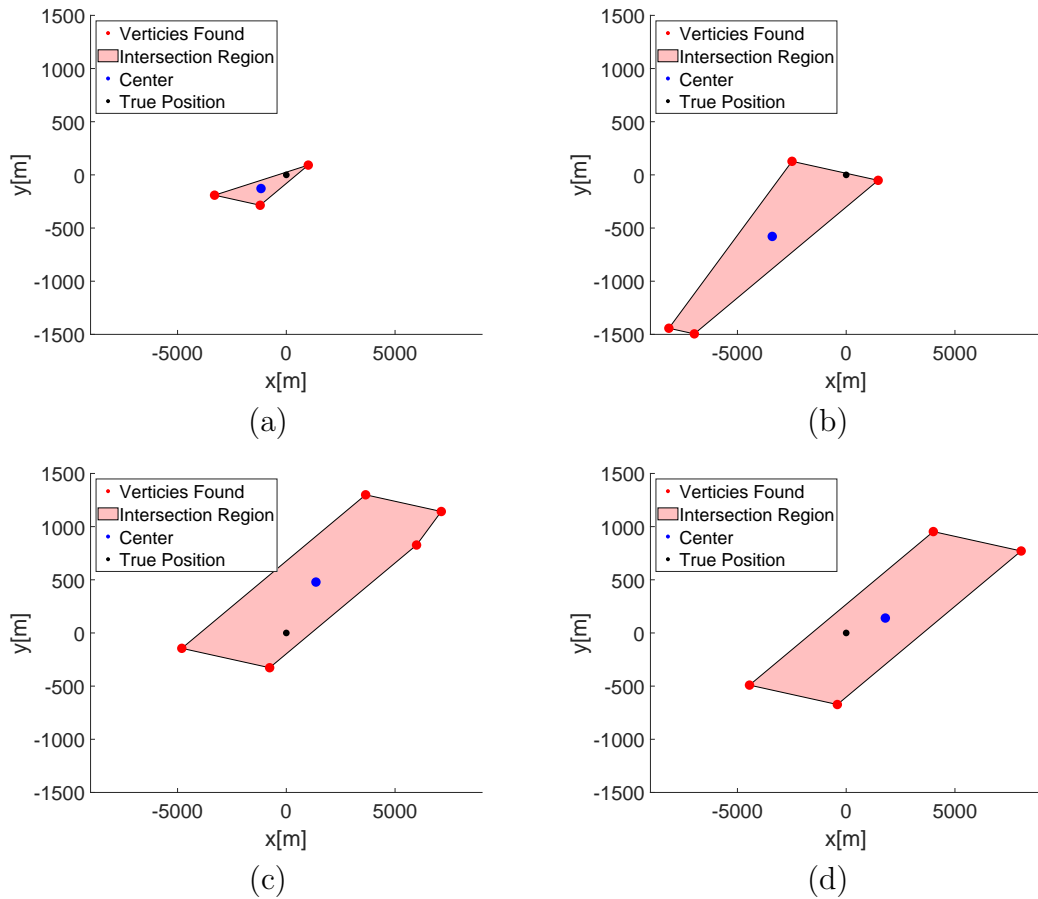 1500
1000
500
0
-500
-1000
-1500
y[m]
-5000 0 5000
x[m]
Verticies Found
Intersection Region
Center
True Position
(a)
1500
1000
500
0
-500
-1000
-1500
y[m]
-5000 0 5000
x[m]
Verticies Found
Intersection Region
Center
True Position
(b)
1500
1000
500
0
-500
-1000
-1500
y[m]
-5000 0 5000
x[m]
Verticies Found
Intersection Region
Center
True Position
(c)
1500
1000
500
0
-500
-1000
-1500
y[m]
-5000 0 5000
x[m]
Verticies Found
Intersection Region
Center
True Position
(d)